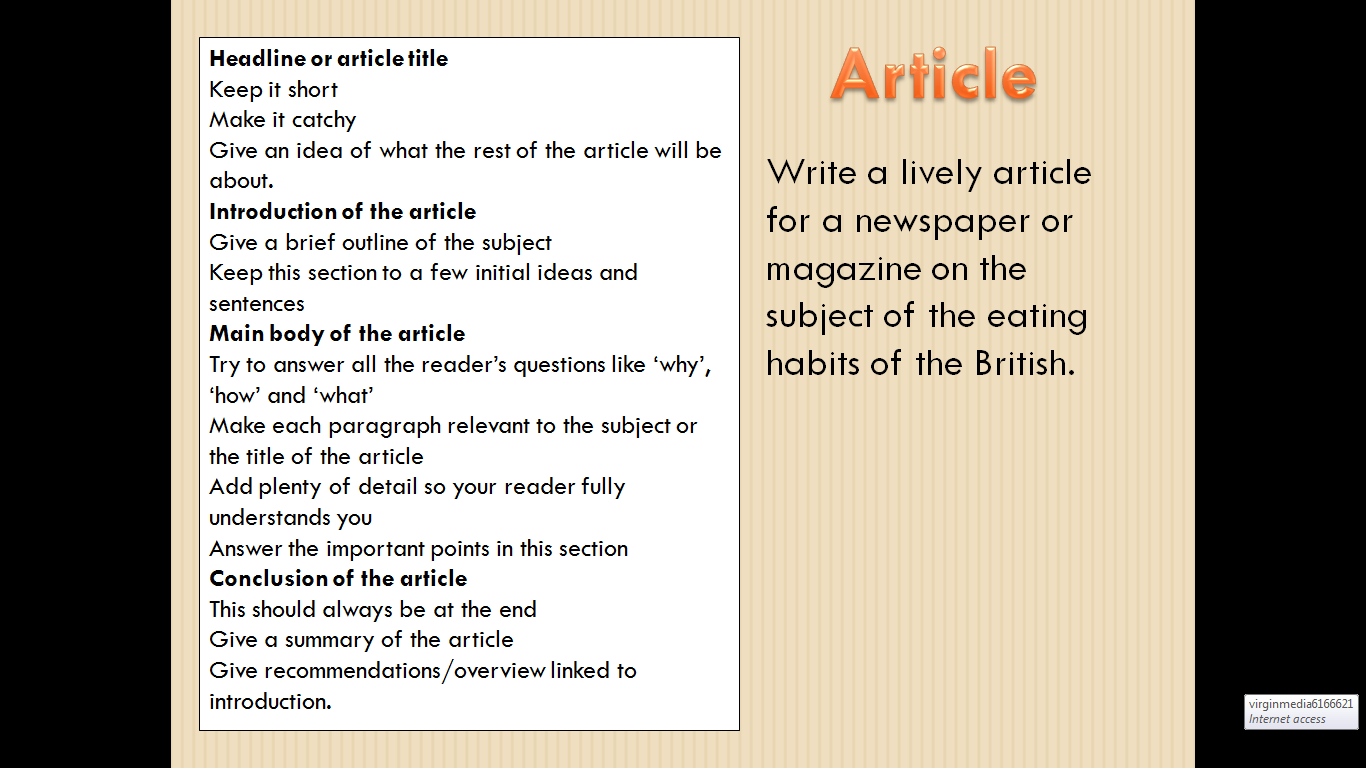 Headline or article title
Keep it short
Make it catchy
Give an idea of what the rest of the article will be
about.
Introduction of the article
Give a brief outline of the subject
Keep this section to a few initial ideas and
sentences
Main body of the article
Try to answer all the reader’s questions like ‘why’,
‘how’ and ‘what’
Make each paragraph relevant to the subject or
the title of the article
Add plenty of detail so your reader fully
understands you
Answer the important points in this section
Conclusion of the article
This should always be at the end
Give a summary of the article
Give recommendations/overview linked to
introduction.
Article
Write a lively article
for a newspaper or
magazine on the
subject of the eating
habits of the British.
virginmedia6166621
Internet access